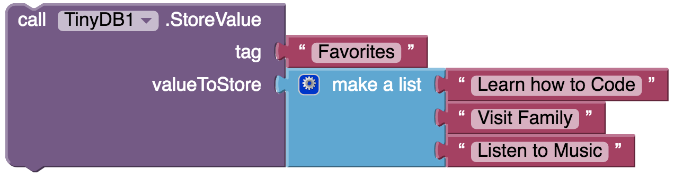 call TinyDB1 .StoreValue
tag “ Favorites ”
valueToStore make a list “ Learn how to Code ”
“ Visit Family ”
“ Listen to Music ”